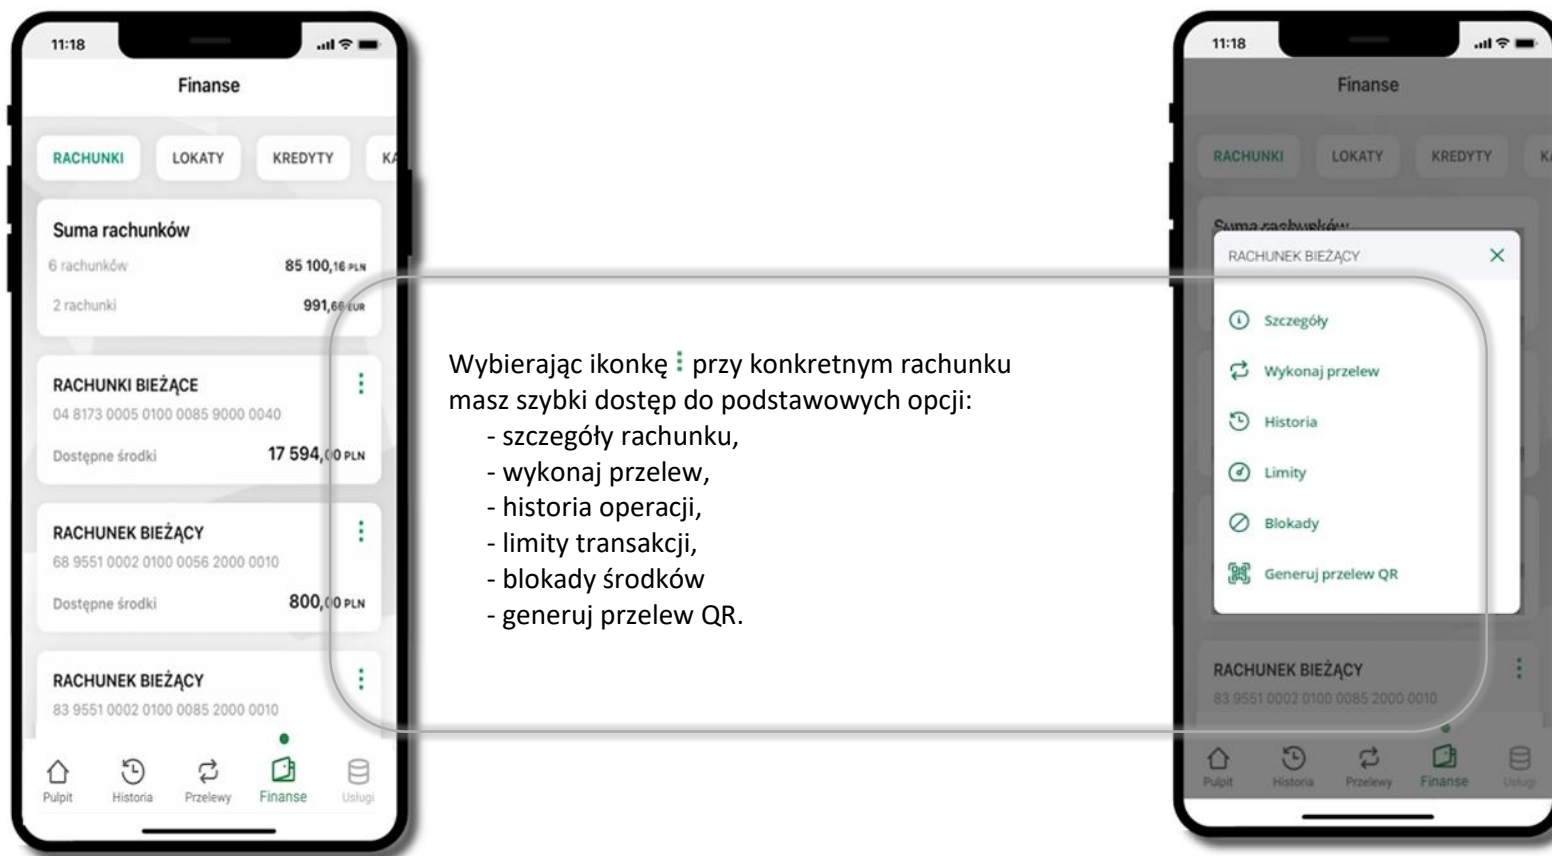 11:18
Finanse
RACHUNKI LOKATY KREDYTY KA
Suma rachunków
6 rachunków 85 100,16 PLN
2 rachunki 991,66 EUR
RACHUNKI BIEŻĄCE
04 8173 0005 0100 0085 9000 0040
Dostępne środki 17 594,00 PLN
RACHUNEK BIEŻĄCY
68 9551 0002 0100 0056 2000 0010
Dostępne środki 800,00 PLN
RACHUNEK BIEŻĄCY
83 9551 0002 0100 0085 2000 0010
Pulpit Historia Przelewy Finanse Usługi
Wybierając ikonkę przy konkretnym rachunku
masz szybki dostęp do podstawowych opcji:
- szczegóły rachunku,
- wykonaj przelew,
- historia operacji,
- limity transakcji,
- blokady środków
- generuj przelew QR.
11:18
Finanse
RACHUNKI LOKATY KREDYTY K
Suma rachunków
RACHUNEK BIEŻĄCY
Szczegóły
Wykonaj przelew
Historia
Limity
Blokady
Generuj przelew QR
RACHUNEK BIEŻĄCY
83 9551 0002 0100 0085 2000 0010
Pulpit Historia Przelewy Finanse Usługi